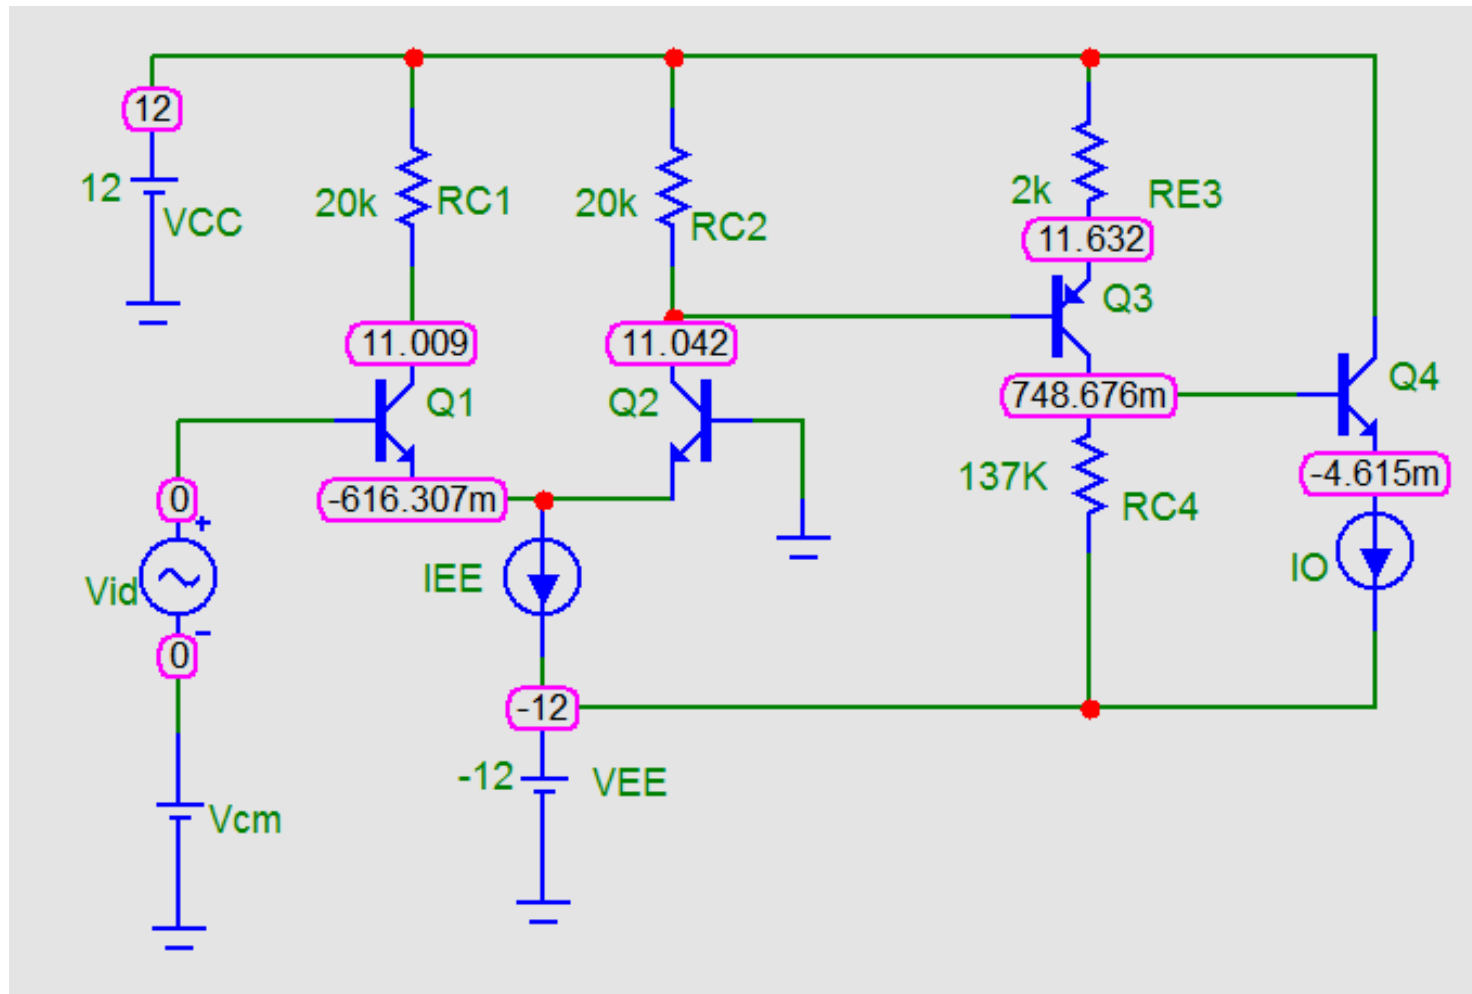 12
12
VCC
20k
RC1
20k
RC2
2k
RE3
11.632
Q3
11.009
11.042
Q1
Q2
748.676m
Q4
0
-616.307m
137K
RC4
-4.615m
+
Vid
-
IEE
IO
0
-12
-12
VEE
Vcm